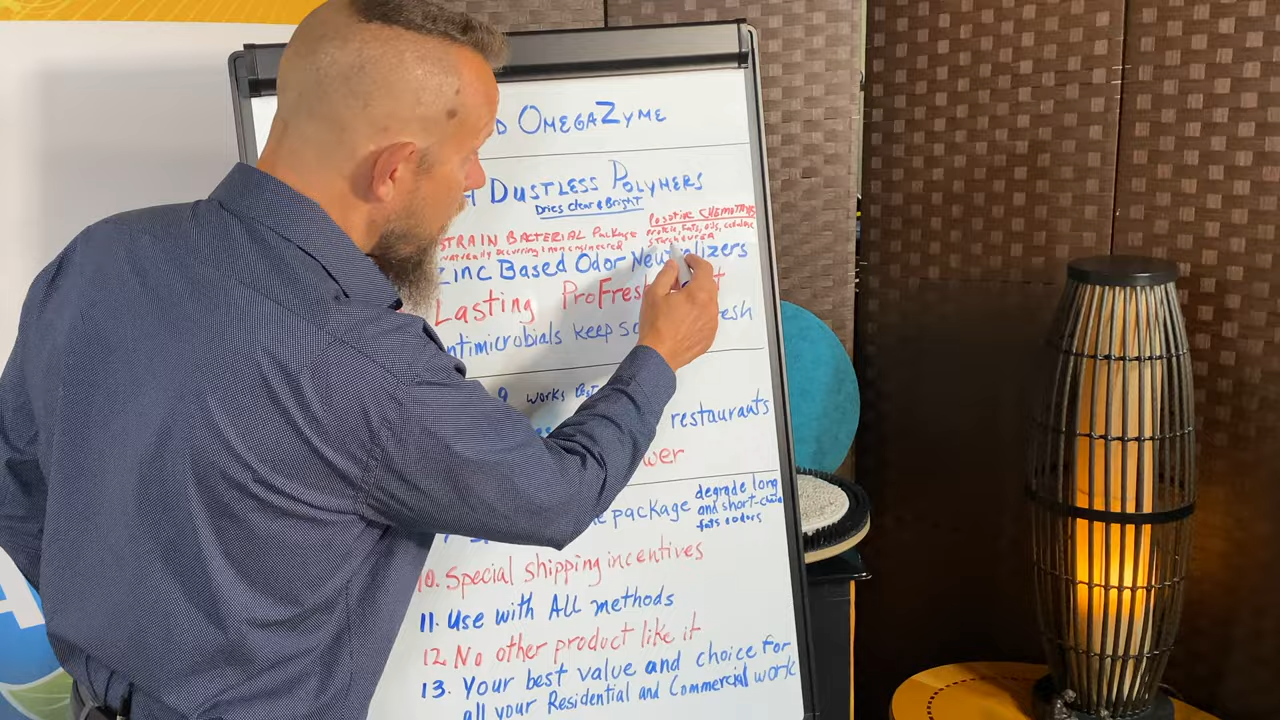 D OmegaZyme
Dustless Polymers
Dries clear & Bright
STRAIN BACTERIAL Package
Naturally occurring / non engineered
Positive CHEMOTAXIS
Protein, Fats, oils, cellulose
Starch & UREA
Zinc Based Odor Neutralizers
Lasting ProFresh
Antimicrobials keep
esh
9 works Best
restaurants
wer
package degrade long
and short-chain
fats & odors
10. Special shipping incentives
11. Use with All methods
12. No other product like it
13. Your best value and choice for
all your Residential and Commercial work
A